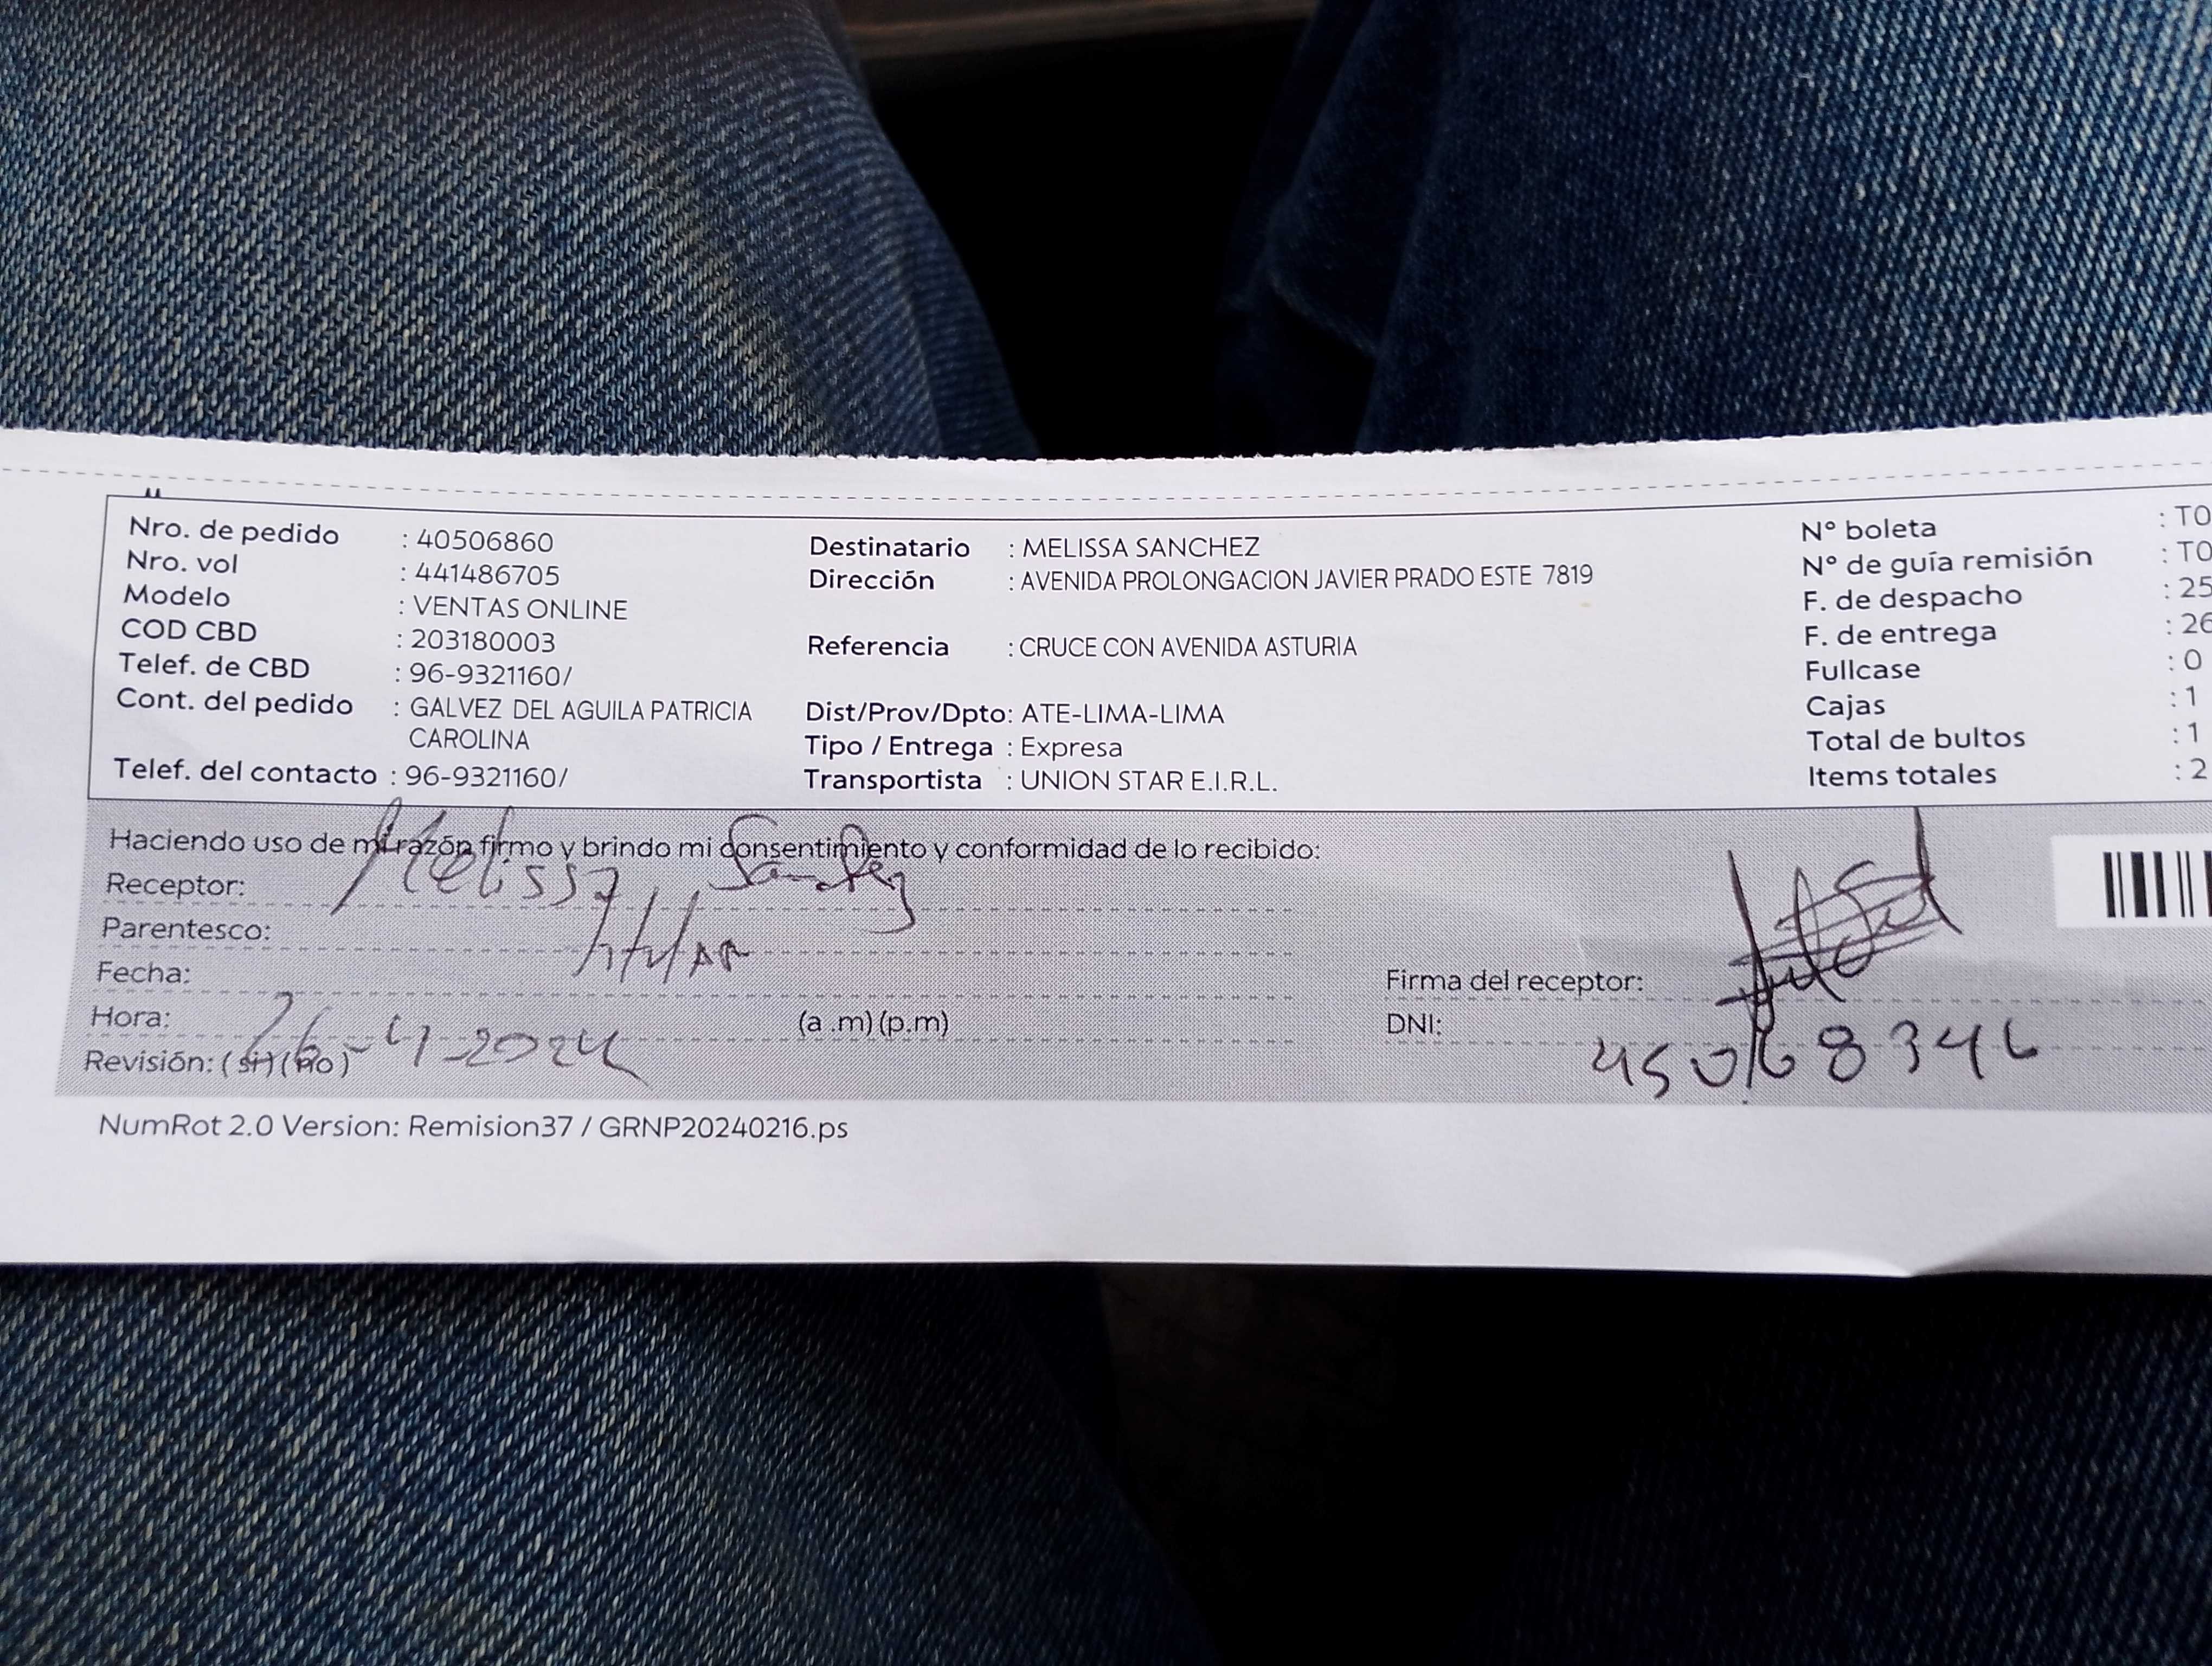 Nro. de pedido : 40506860
Nro. vol : 441486705
Modelo : VENTAS ONLINE
COD CBD : 203180003
Telef. de CBD : 96-9321160/
Cont. del pedido : GALVEZ DEL AGUILA PATRICIA
CAROLINA
Telef. del contacto : 96-9321160/
Destinatario : MELISSA SANCHEZ
Dirección : AVENIDA PROLONGACION JAVIER PRADO ESTE 7819
Referencia : CRUCE CON AVENIDA ASTURIA
Dist/Prov/Dpto: ATE-LIMA-LIMA
Tipo / Entrega : Expresa
Transportista : UNION STAR E.I.R.L.
N° boleta : T0
N° de guía remisión : T0
F. de despacho : 25
F. de entrega : 26
Fullcase : 0
Cajas : 1
Total de bultos : 1
Items totales : 2
Haciendo uso de mi razón firmo y brindo mi consentimiento y conformidad de lo recibido:
Receptor: Melissa Sanchez
Parentesco: titular
Fecha:
Hora: 26-4-2024 (a .m) (p.m)
Revisión: ( si) ( no)
Firma del receptor:
DNI: 45068346
NumRot 2.0 Version: Remision37 / GRNP20240216.ps